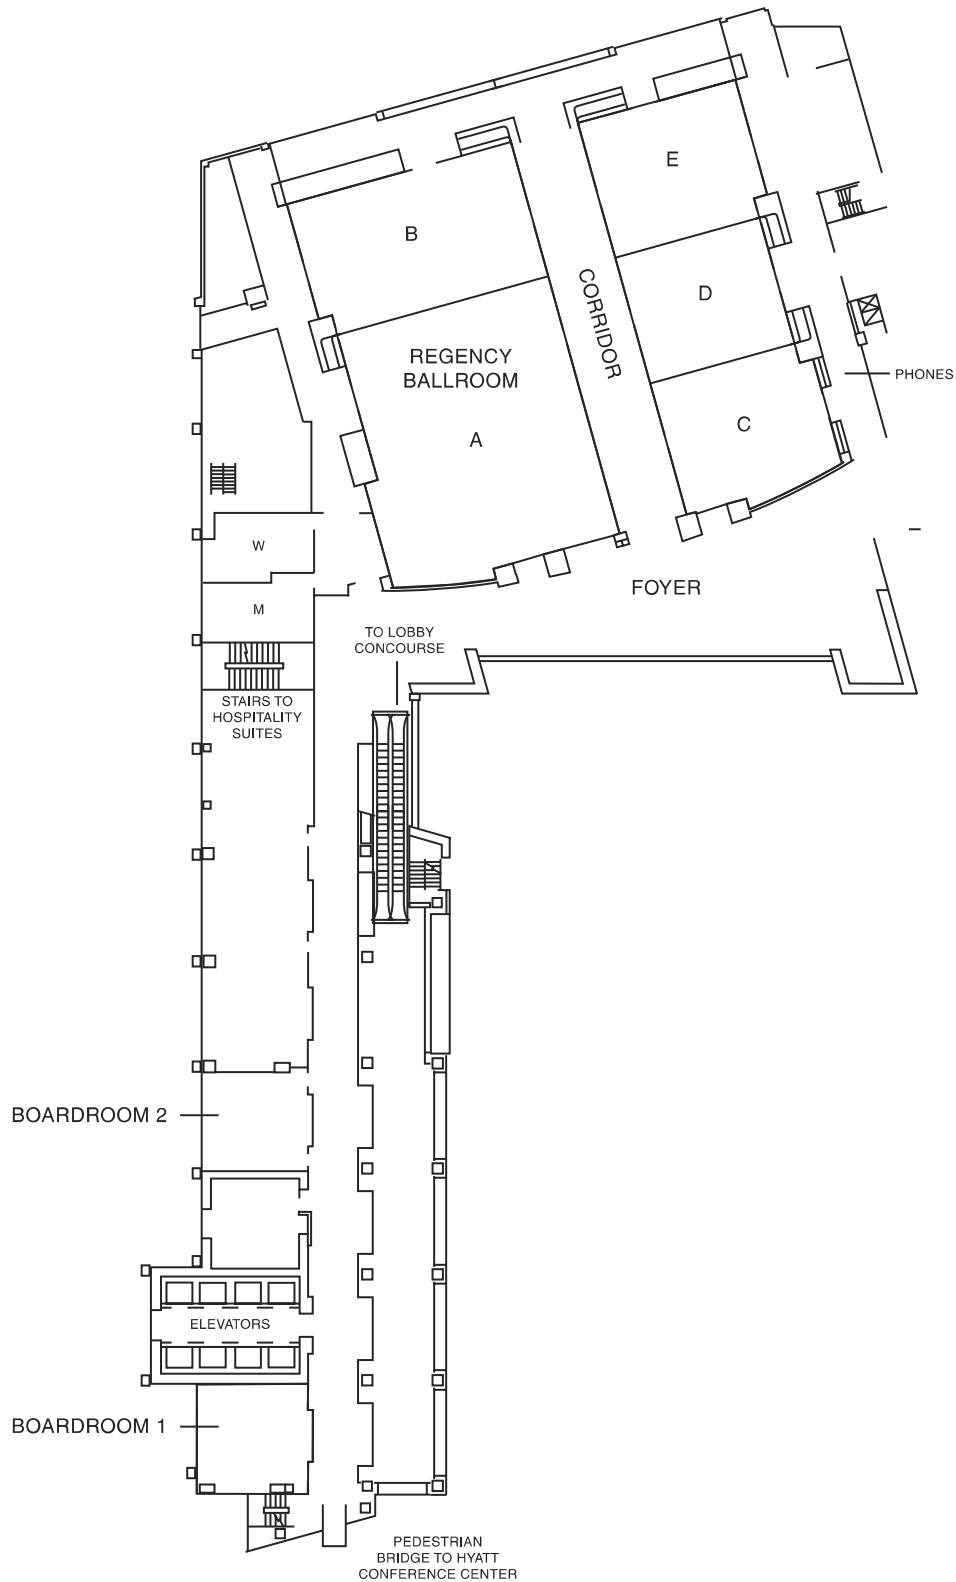 E
B
D
CORRIDOR
REGENCY
BALLROOM
PHONES
C
A
W
FOYER
M
TO LOBBY
CONCOURSE
STAIRS TO
HOSPITALITY
SUITES
BOARDROOM 2
ELEVATORS
BOARDROOM 1
PEDESTRIAN
BRIDGE TO HYATT
CONFERENCE CENTER